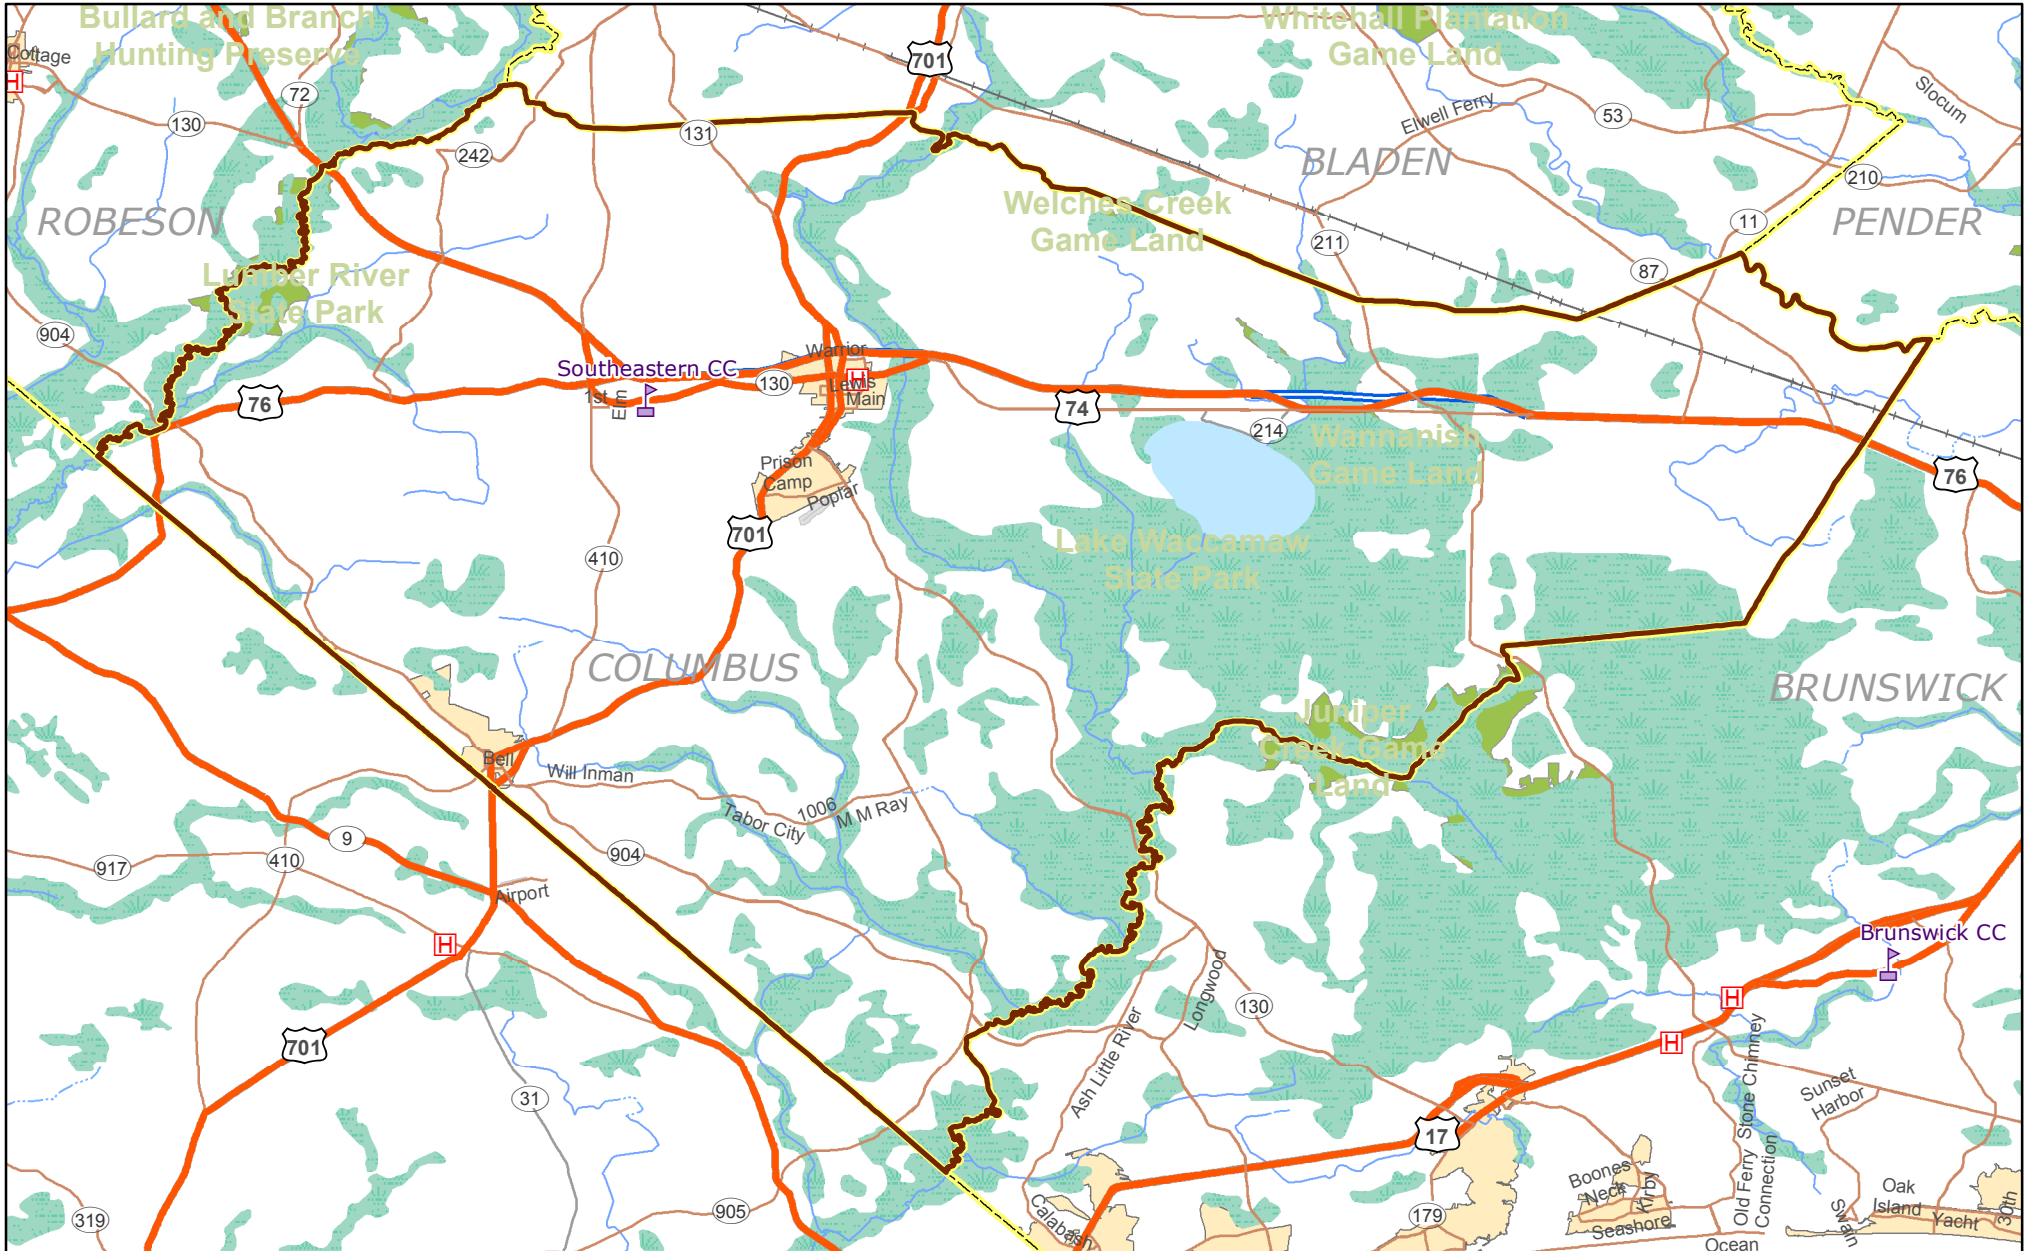 Bullard and Branch
Hunting Preserve
Whitehall Plantation
Game Land
701
Cottage
H
72
130
131
242
Elwell Ferry
53
Slocum
BLADEN
210
ROBESON
Welches Creek
Game Land
11
PENDER
211
87
Lumber River
State Park
904
Warrior
Southeastern CC
130
H
Lewis
Main
1st
Elm
76
74
214
Wannanish
Game Land
Prison
Camp
Poplar
76
701
410
Lake Waccamaw
State Park
COLUMBUS
BRUNSWICK
Juniper
Creek Game
Land
Bell
Will Inman
Tabor City
1006
M M Ray
9
917
410
904
Airport
H
Brunswick CC
Longwood
130
H
H
701
31
Ash Little River
Old Ferry Stone Chimney
Connection
Sunset
Harbor
17
Boones
Neck
Kirby
Seashore
Ocean
Swain
Oak
Island
Yacht
30th
319
905
Calabash
179